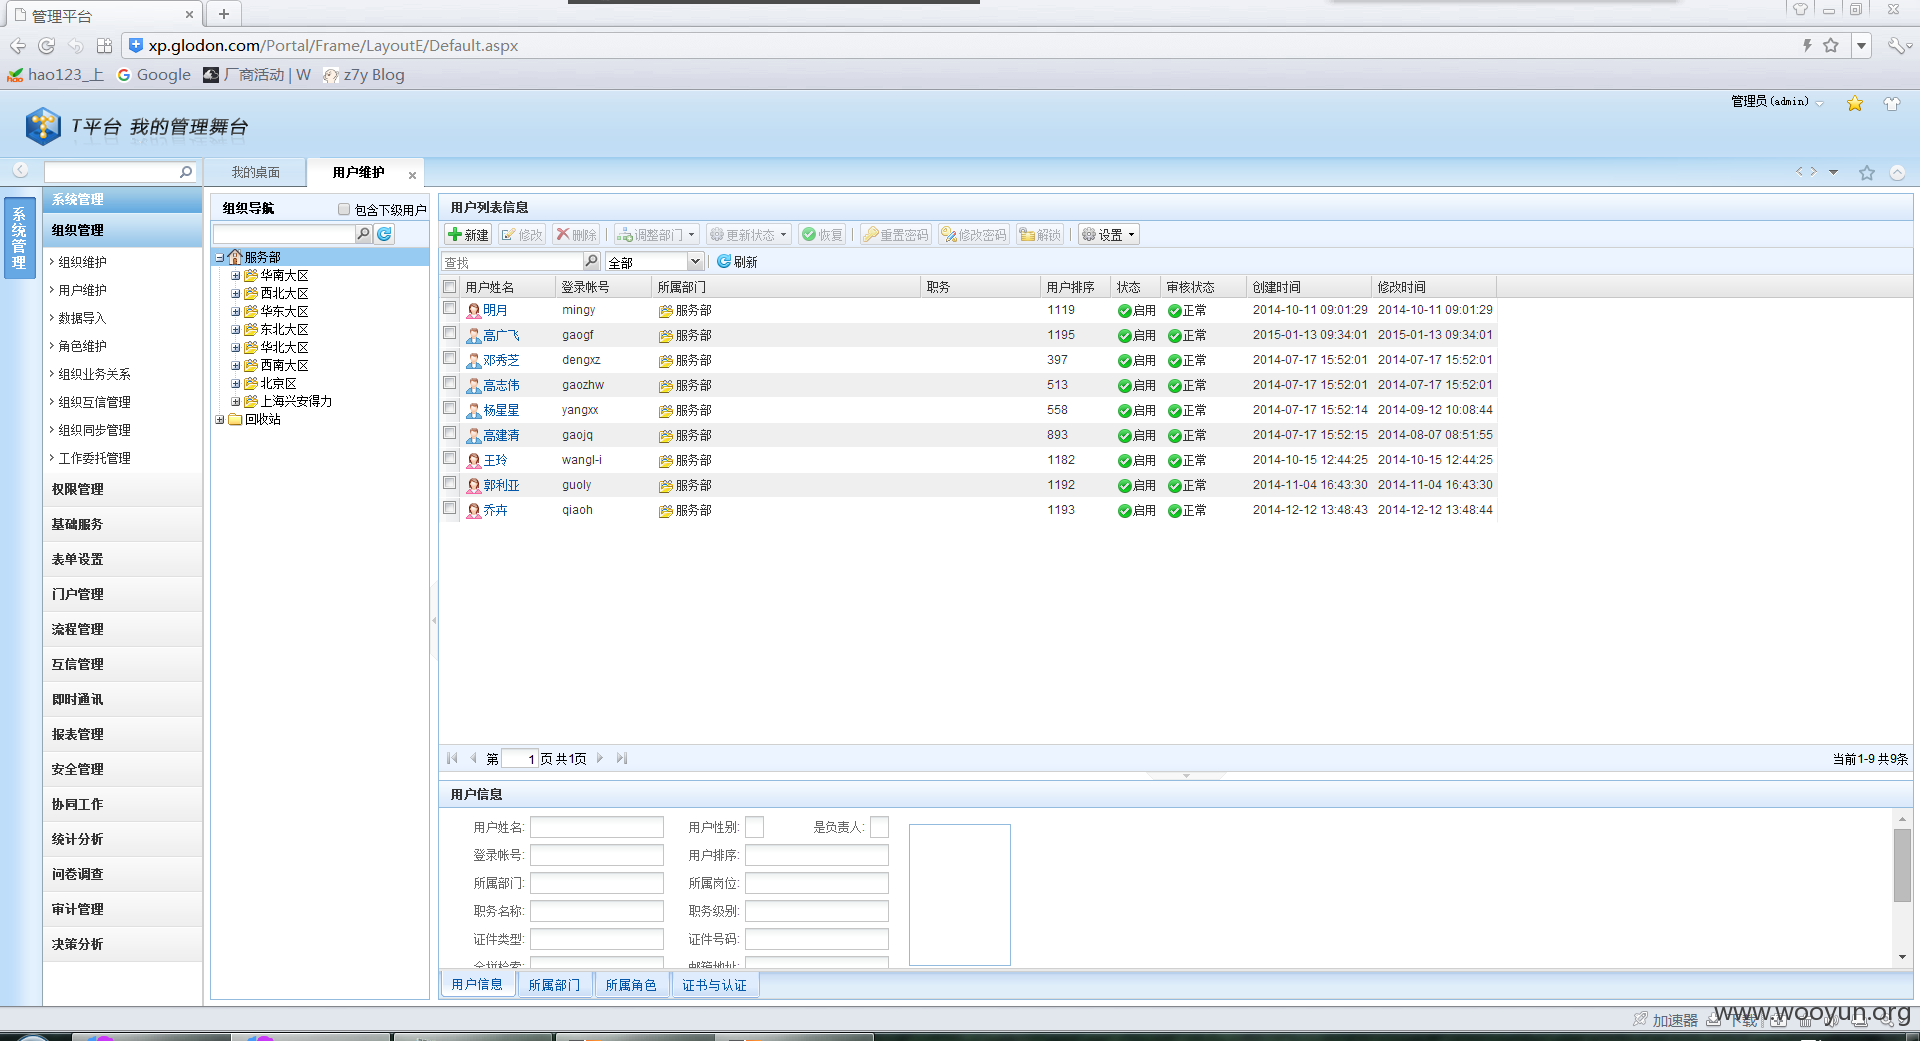 管理平台
xp.glodon.com/Portal/Frame/LayoutE/Default.aspx
hao123_上 Google 厂商活动 | W z7y Blog
管理员(admin)
T平台 我的管理舞台
我的桌面 用户维护
系统管理
系统管理
组织管理
组织维护
用户维护
数据导入
角色维护
组织业务关系
组织互信管理
组织同步管理
工作委托管理
权限管理
基础服务
表单设置
门户管理
流程管理
互信管理
即时通讯
报表管理
安全管理
协同工作
统计分析
问卷调查
审计管理
决策分析
组织导航 包含下级用户
服务部
华南大区
西北大区
华东大区
东北大区
华北大区
西南大区
北京区
上海兴安得力
回收站
用户列表信息
新建 修改 删除 调整部门 更新状态 恢复 重置密码 修改密码 解锁 设置
查找 全部 刷新
用户姓名 登录帐号 所属部门 职务 用户排序 状态 审核状态 创建时间 修改时间
明月 mingy 服务部 1119 启用 正常 2014-10-11 09:01:29 2014-10-11 09:01:29
高广飞 gaogf 服务部 1195 启用 正常 2015-01-13 09:34:01 2015-01-13 09:34:01
邓秀芝 dengxz 服务部 397 启用 正常 2014-07-17 15:52:01 2014-07-17 15:52:01
高志伟 gaozhw 服务部 513 启用 正常 2014-07-17 15:52:01 2014-07-17 15:52:01
杨星星 yangxx 服务部 558 启用 正常 2014-07-17 15:52:14 2014-09-12 10:08:44
高建清 gaojq 服务部 893 启用 正常 2014-07-17 15:52:15 2014-08-07 08:51:55
王玲 wangl-i 服务部 1182 启用 正常 2014-10-15 12:44:25 2014-10-15 12:44:25
郭利亚 guoly 服务部 1192 启用 正常 2014-11-04 16:43:30 2014-11-04 16:43:30
乔卉 qiaoh 服务部 1193 启用 正常 2014-12-12 13:48:43 2014-12-12 13:48:44
第 1 页 共1页 当前1-9 共9条
用户信息
用户姓名: 用户性别: 是负责人:
登录帐号: 用户排序:
所属部门: 所属岗位:
职务名称: 职务级别:
证件类型: 证件号码:
全拼检索: 邮箱地址:
用户信息 所属部门 所属角色 证书与认证
加速器 下载
www.wooyun.org